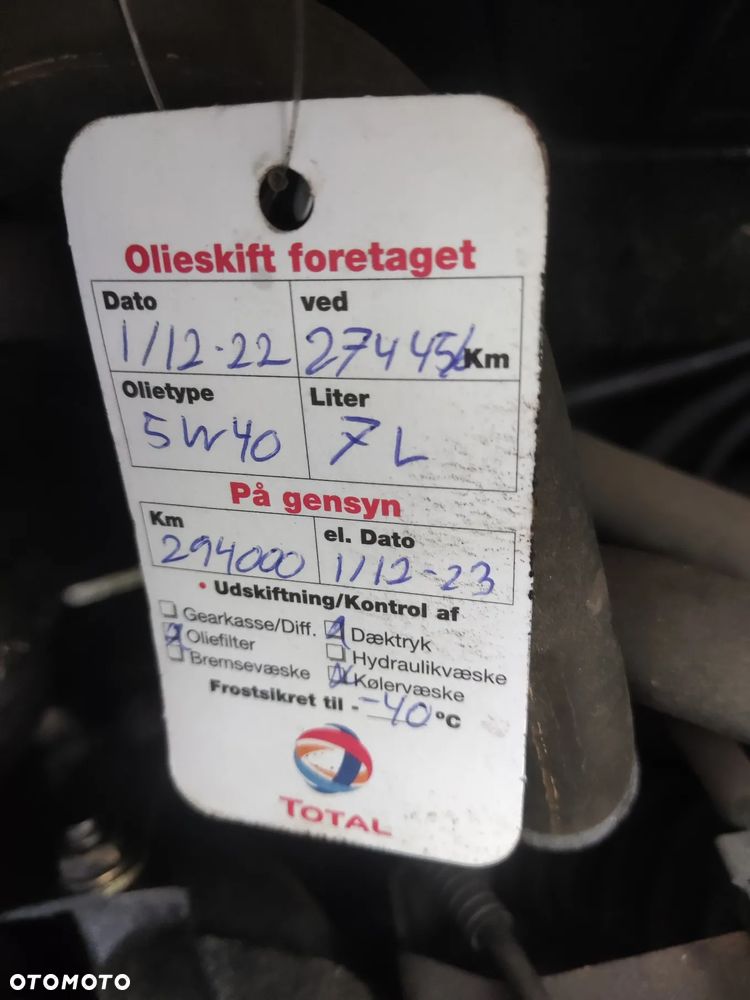 Olieskift foretaget
Dato ved
1/12-22 274456 Km
Olietype Liter
5W40 7 L
På gensyn
Km el. Dato
294000 1/12-23
• Udskiftning/Kontrol af
Gearkasse/Diff. Dæktryk
Oliefilter Hydraulikvæske
Bremsevæske Kølervæske
Frostsikret til - -40 °C
TOTAL
OTOMOTO